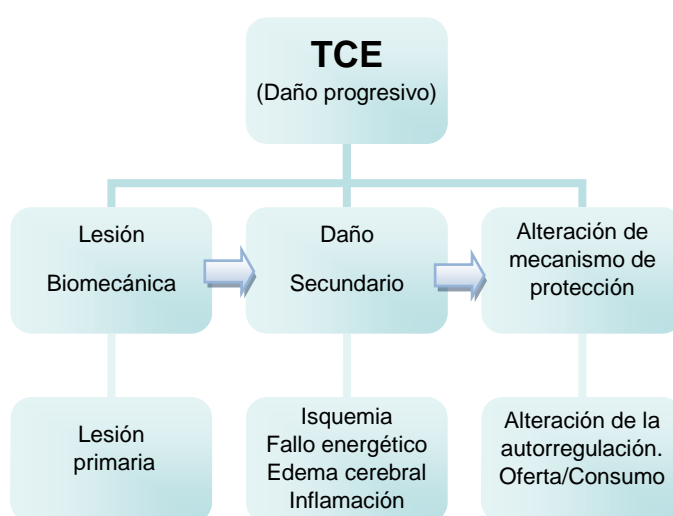 TCE
(Daño progresivo)
Lesión
Biomecánica
Daño
Secundario
Alteración de
mecanismo de
protección
Lesión
primaria
Isquemia
Fallo energético
Edema cerebral
Inflamación
Alteración de la
autorregulación.
Oferta/Consumo